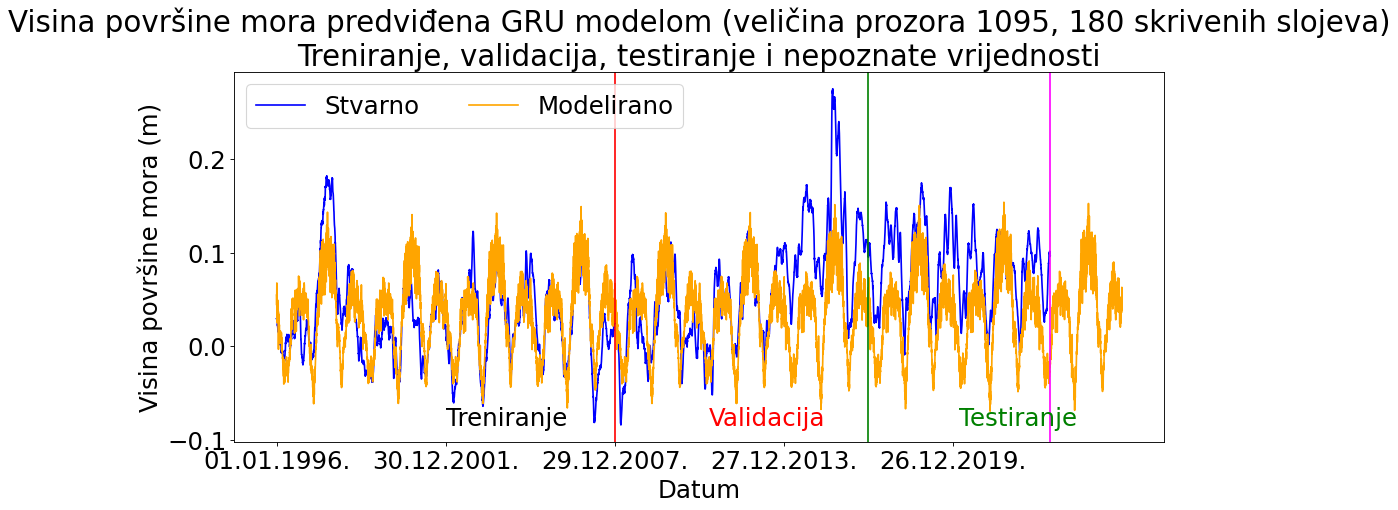 Visina površine mora predviđena GRU modelom (veličina prozora 1095, 180 skrivenih slojeva)
Treniranje, validacija, testiranje i nepoznate vrijednosti
Stvarno
Modelirano
Visina površine mora (m)
0.2
0.1
0.0
−0.1
Treniranje
Validacija
Testiranje
01.01.1996.
30.12.2001.
29.12.2007.
27.12.2013.
26.12.2019.
Datum